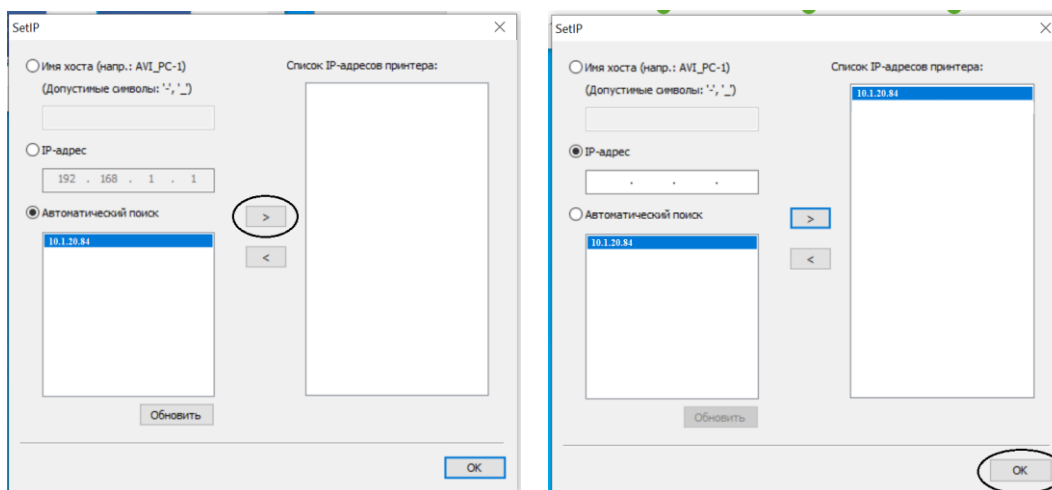 SetIP
Имя хоста (напр.: AVI_PC-1)
(Допустимые символы: '-', '_')
IP-адрес
192 . 168 . 1 . 1
Автоматический поиск
10.1.20.84
Обновить
>
<
Список IP-адресов принтера:
OK
SetIP
Имя хоста (напр.: AVI_PC-1)
(Допустимые символы: '-', '_')
IP-адрес
. . .
Автоматический поиск
10.1.20.84
Обновить
>
<
Список IP-адресов принтера:
10.1.20.84
OK